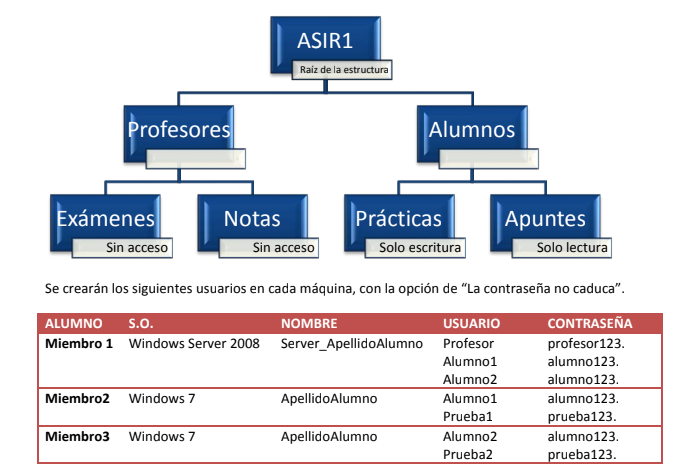 ASIR1
Raíz de la estructura
Profesores
Alumnos
Exámenes
Sin acceso
Notas
Sin acceso
Prácticas
Solo escritura
Apuntes
Solo lectura
Se crearán los siguientes usuarios en cada máquina, con la opción de “La contraseña no caduca”.
ALUMNO S.O. NOMBRE USUARIO CONTRASEÑA
Miembro 1 Windows Server 2008 Server_ApellidoAlumno Profesor profesor123.
Alumno1 alumno123.
Alumno2 alumno123.
Miembro2 Windows 7 ApellidoAlumno Alumno1 alumno123.
Prueba1 prueba123.
Miembro3 Windows 7 ApellidoAlumno Alumno2 alumno123.
Prueba2 prueba123.